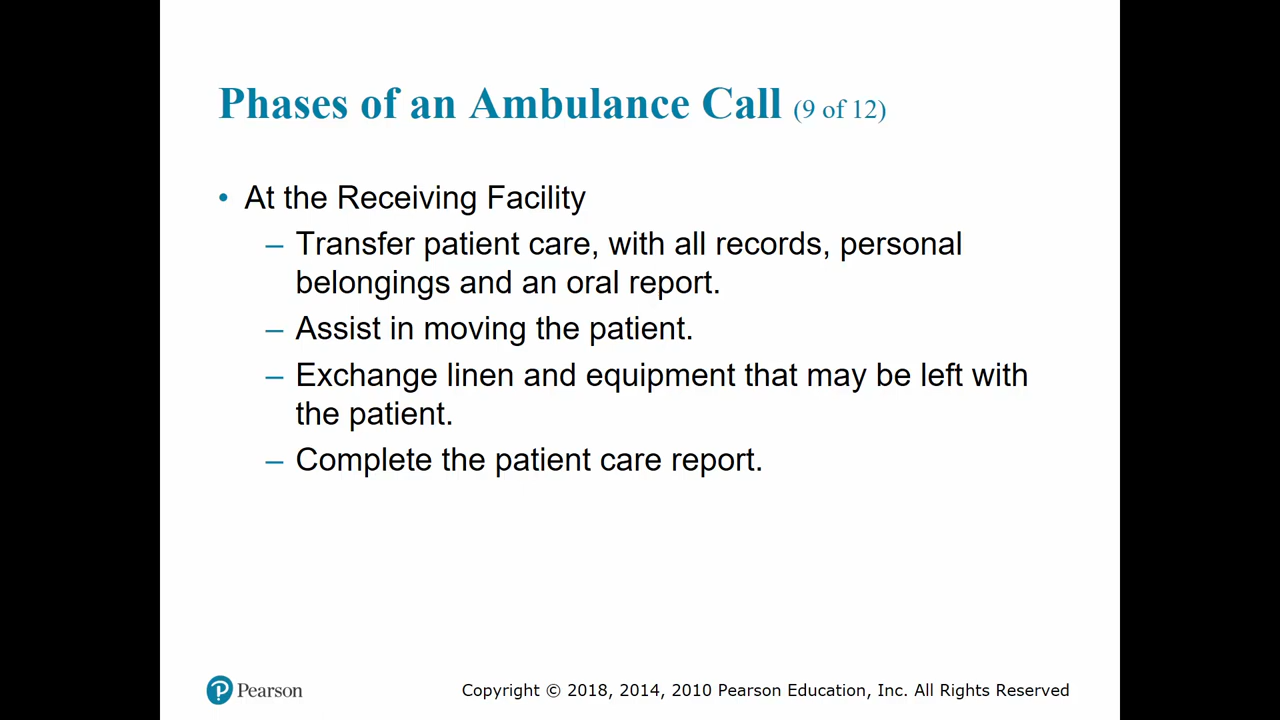 Phases of an Ambulance Call (9 of 12)
• At the Receiving Facility
– Transfer patient care, with all records, personal
belongings and an oral report.
– Assist in moving the patient.
– Exchange linen and equipment that may be left with
the patient.
– Complete the patient care report.
Pearson
Copyright © 2018, 2014, 2010 Pearson Education, Inc. All Rights Reserved